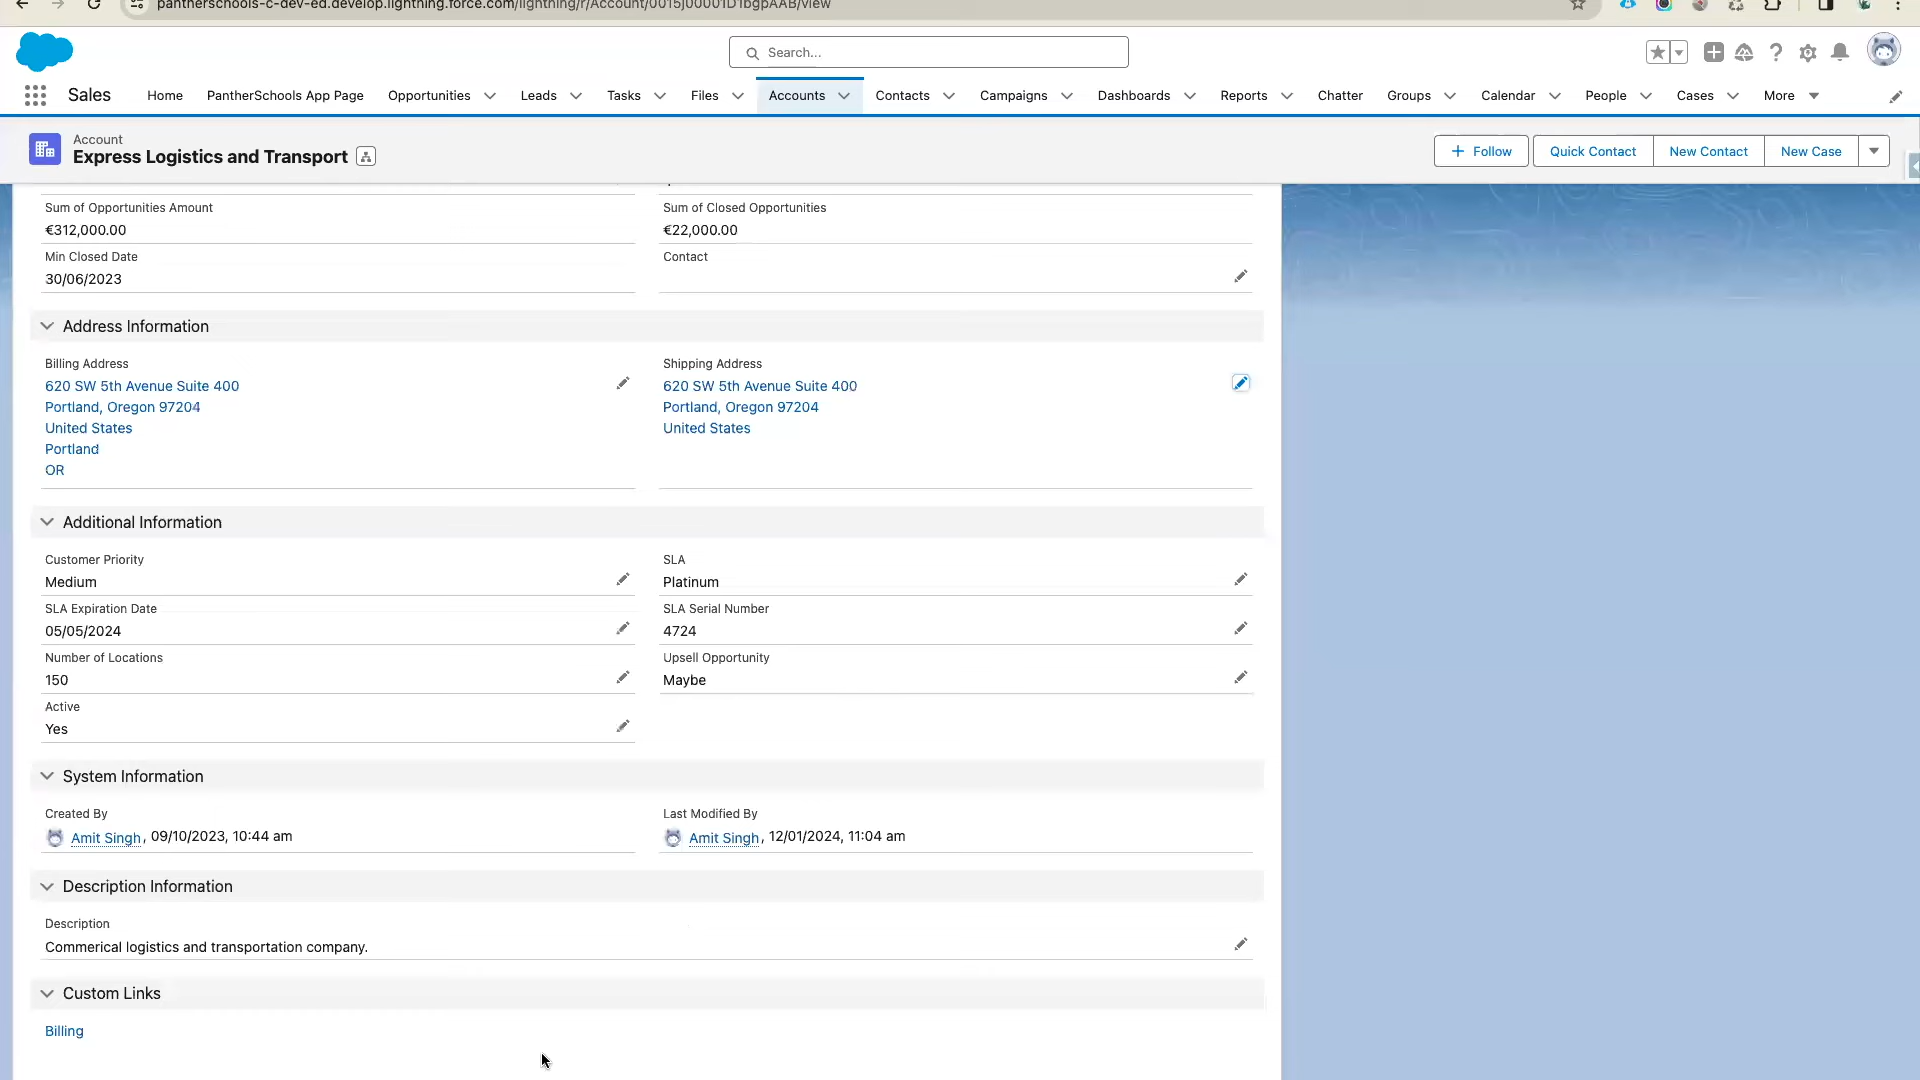 pantherschools-c-dev-ed.develop.lightning.force.com/lightning/r/Account/0015j00001D1bgpAAB/view
Search...
Sales
Home
PantherSchools App Page
Opportunities
Leads
Tasks
Files
Accounts
Contacts
Campaigns
Dashboards
Reports
Chatter
Groups
Calendar
People
Cases
More
Account
Express Logistics and Transport
Follow
Quick Contact
New Contact
New Case
Sum of Opportunities Amount
€312,000.00
Sum of Closed Opportunities
€22,000.00
Min Closed Date
30/06/2023
Contact
Address Information
Billing Address
620 SW 5th Avenue Suite 400
Portland, Oregon 97204
United States
Portland
OR
Shipping Address
620 SW 5th Avenue Suite 400
Portland, Oregon 97204
United States
Additional Information
Customer Priority
Medium
SLA
Platinum
SLA Expiration Date
05/05/2024
SLA Serial Number
4724
Number of Locations
150
Upsell Opportunity
Maybe
Active
Yes
System Information
Created By
Amit Singh, 09/10/2023, 10:44 am
Last Modified By
Amit Singh, 12/01/2024, 11:04 am
Description Information
Description
Commerical logistics and transportation company.
Custom Links
Billing